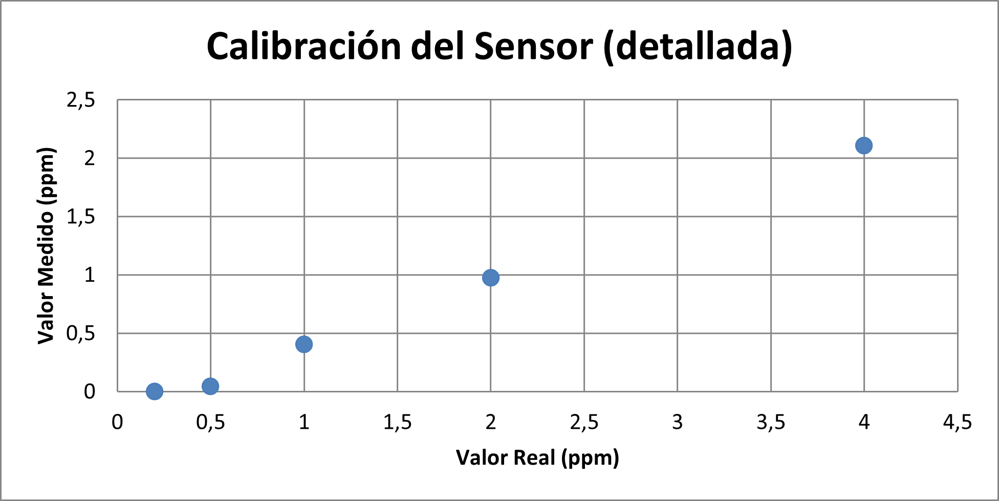 Calibración del Sensor (detallada)
2,5
2
1,5
1
0,5
0
Valor Medido (ppm)
0 0,5 1 1,5 2 2,5 3 3,5 4 4,5
Valor Real (ppm)